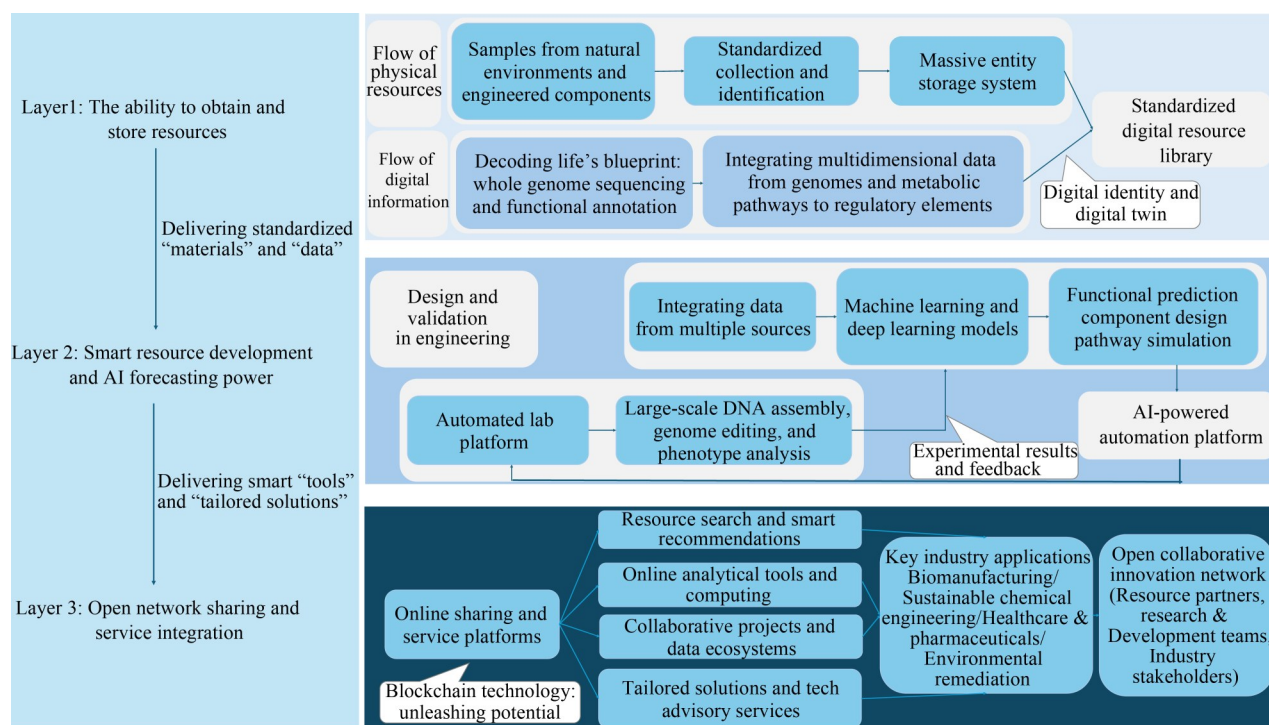 Layer1: The ability to obtain and
store resources
Delivering standardized
“materials” and “data”
Layer 2: Smart resource development
and AI forecasting power
Delivering smart “tools”
and “tailored solutions”
Layer 3: Open network sharing and
service integration
Flow of
physical
resources
Samples from natural
environments and
engineered components
Standardized
collection and
identification
Massive entity
storage system
Standardized
digital resource
library
Flow of
digital
information
Decoding life’s blueprint:
whole genome sequencing
and functional annotation
Integrating multidimensional data
from genomes and metabolic
pathways to regulatory elements
Digital identity and
digital twin
Design and
validation
in engineering
Integrating data
from multiple sources
Machine learning and
deep learning models
Functional prediction
component design
pathway simulation
Automated lab
platform
Large-scale DNA assembly,
genome editing, and
phenotype analysis
Experimental results
and feedback
AI-powered
automation platform
Online sharing and
service platforms
Blockchain technology:
unleashing potential
Resource search and smart
recommendations
Online analytical tools and
computing
Collaborative projects and
data ecosystems
Tailored solutions and tech
advisory services
Key industry applications
Biomanufacturing/
Sustainable chemical
engineering/Healthcare &
pharmaceuticals/
Environmental
remediation
Open collaborative
innovation network
(Resource partners,
research &
Development teams,
Industry
stakeholders)